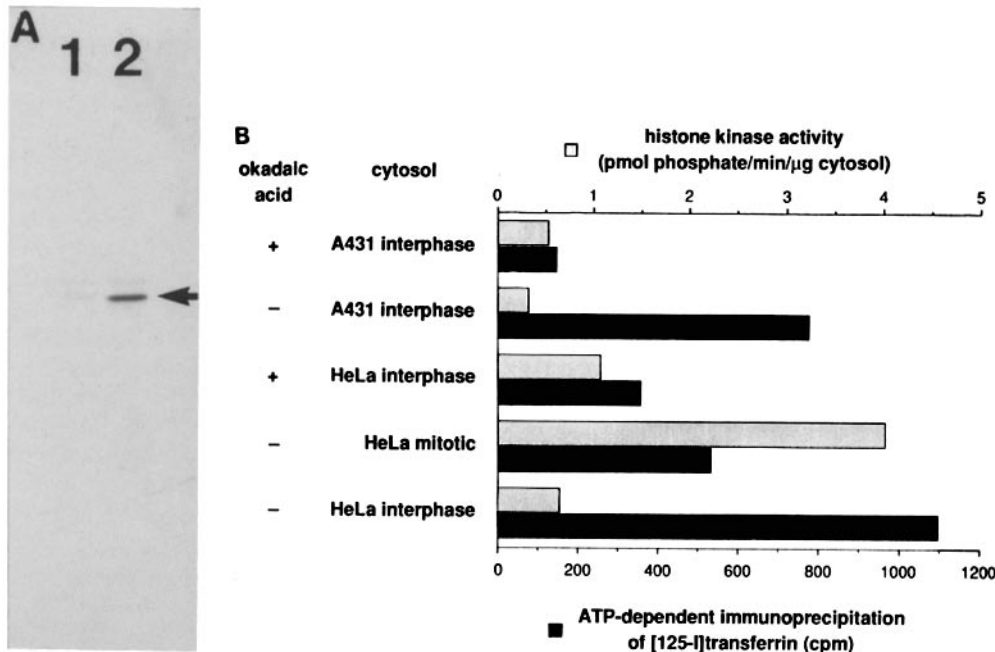 A
1 2
B
histone kinase activity
(pmol phosphate/min/µg cytosol)
okadaic
acid
cytosol
0 1 2 3 4 5
+ A431 interphase
– A431 interphase
+ HeLa interphase
– HeLa mitotic
– HeLa interphase
0 200 400 600 800 1000 1200
ATP-dependent immunoprecipitation
of [125-I]transferrin (cpm)